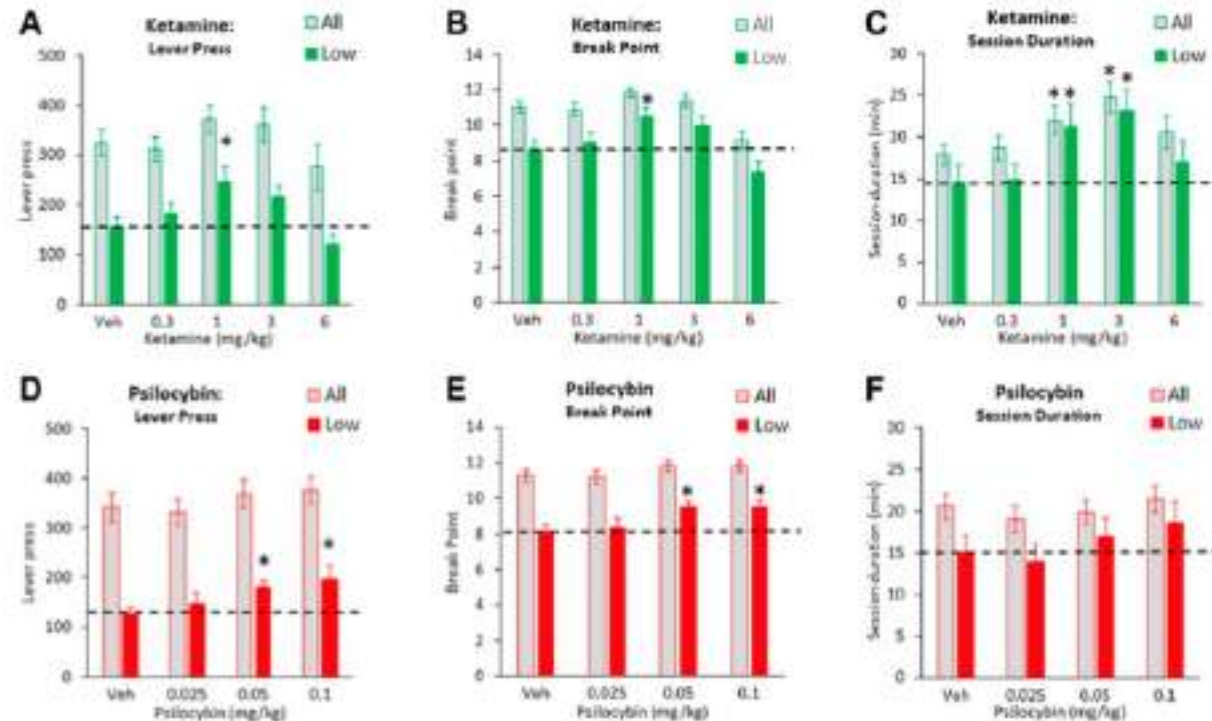 A
Ketamine:
Lever Press
All
Low
500
400
300
200
100
0
Lever press
Veh 0.3 1 3 6
Ketamine (mg/kg)
*
B
Ketamine:
Break Point
All
Low
14
12
10
8
6
4
2
0
Break point
Veh 0.3 1 3 6
Ketamine (mg/kg)
*
C
Ketamine:
Session Duration
All
Low
30
25
20
15
10
5
0
Session duration (min)
Veh 0.3 1 3 6
Ketamine (mg/kg)
* * * *
D
Psilocybin:
Lever Press
All
Low
500
400
300
200
100
0
Lever press
Veh 0.025 0.05 0.1
Psilocybin (mg/kg)
* *
E
Psilocybin
Break Point
All
Low
14
12
10
8
6
4
2
0
Break Point
Veh 0.025 0.05 0.1
Psilocybin (mg/kg)
* *
F
Psilocybin
Session Duration
All
Low
30
25
20
15
10
5
0
Session duration (min)
Veh 0.025 0.05 0.1
Psilocybin (mg/kg)